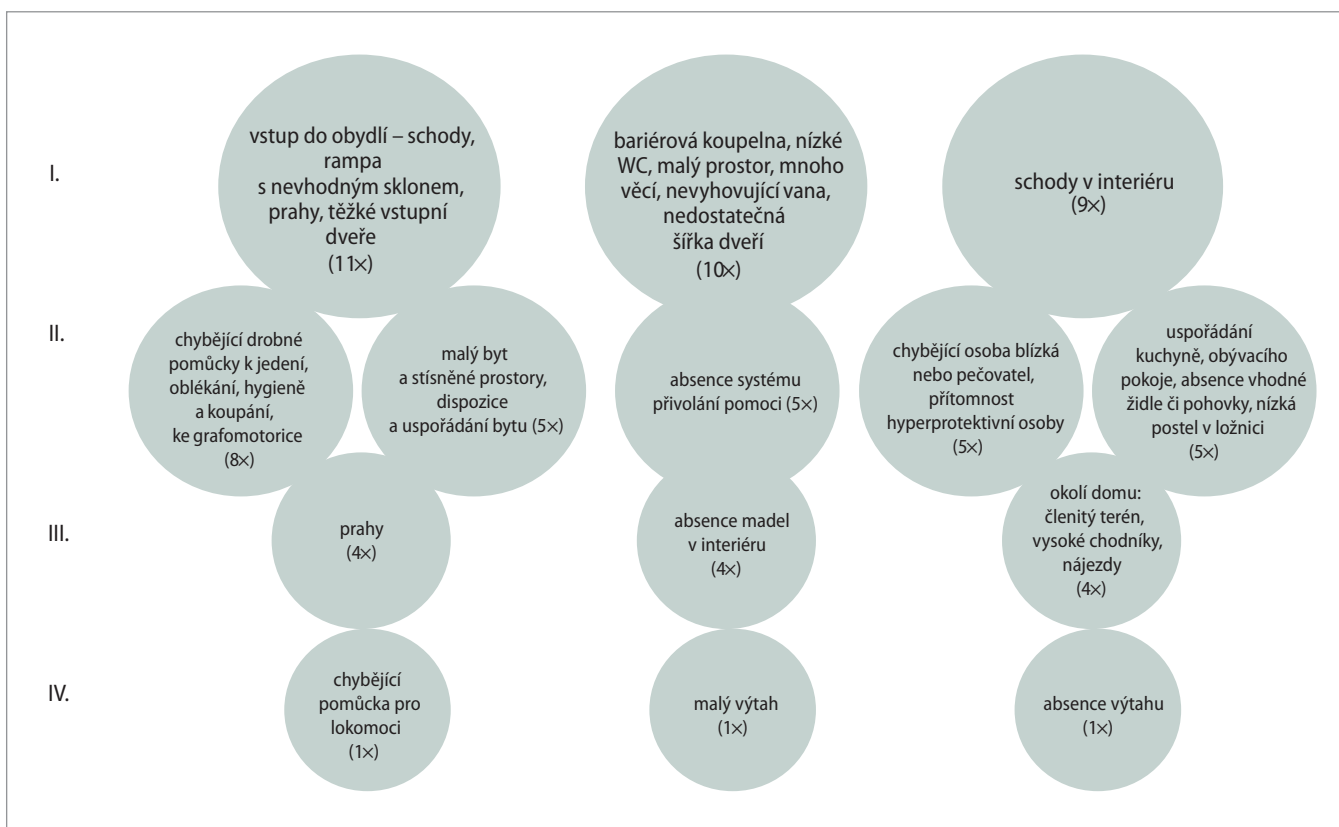 I.
vstup do obydlí – schody,
rampa
s nevhodným sklonem,
prahy, těžké vstupní
dveře
(11×)
bariérová koupelna, nízké
WC, malý prostor, mnoho
věcí, nevyhovující vana,
nedostatečná
šířka dveří
(10×)
schody v interiéru
(9×)
II.
chybějící drobné
pomůcky k jedení,
oblékání, hygieně
a koupání,
ke grafomotorice
(8×)
malý byt
a stísněné prostory,
dispozice
a uspořádání bytu (5×)
absence systému
přivolání pomoci (5×)
chybějící osoba blízká
nebo pečovatel,
přítomnost
hyperprotektivní osoby
(5×)
uspořádání
kuchyně, obývacího
pokoje, absence vhodné
židle či pohovky, nízká
postel v ložnici
(5×)
III.
prahy
(4×)
absence madel
v interiéru
(4×)
okolí domu:
členitý terén,
vysoké chodníky,
nájezdy
(4×)
IV.
chybějící
pomůcka pro
lokomoci
(1×)
malý výtah
(1×)
absence výtahu
(1×)